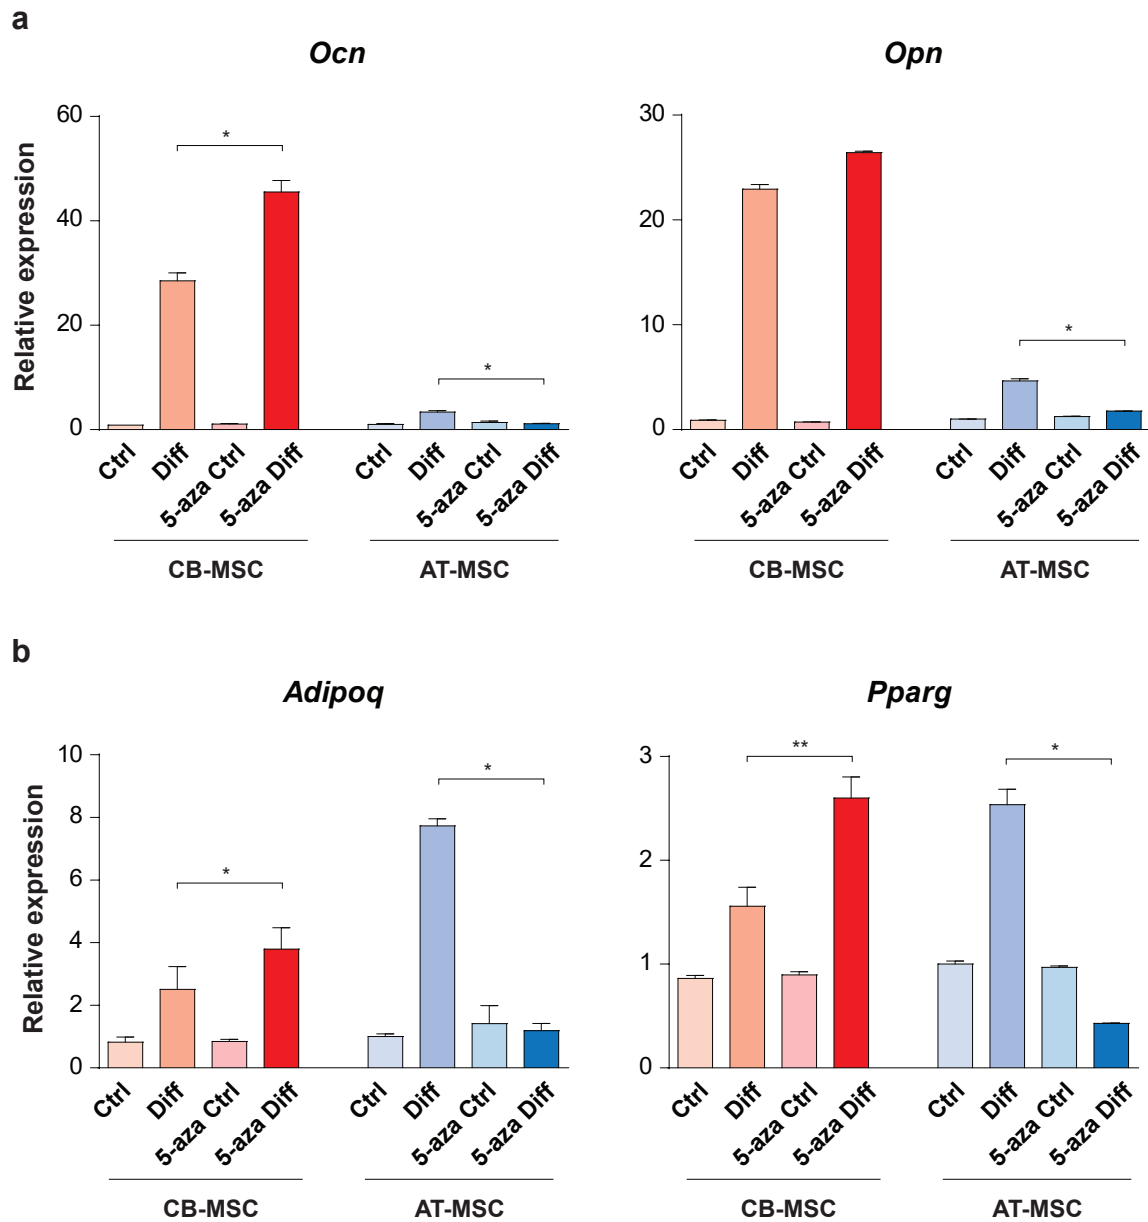 a
Ocn
Opn
Relative expression
60
40
20
0
*
*
30
20
10
0
*
Ctrl
Diff
5-aza Ctrl
5-aza Diff
Ctrl
Diff
5-aza Ctrl
5-aza Diff
Ctrl
Diff
5-aza Ctrl
5-aza Diff
Ctrl
Diff
5-aza Ctrl
5-aza Diff
CB-MSC
AT-MSC
CB-MSC
AT-MSC
b
Adipoq
Pparg
Relative expression
10
8
6
4
2
0
*
*
3
2
1
0
**
*
Ctrl
Diff
5-aza Ctrl
5-aza Diff
Ctrl
Diff
5-aza Ctrl
5-aza Diff
Ctrl
Diff
5-aza Ctrl
5-aza Diff
Ctrl
Diff
5-aza Ctrl
5-aza Diff
CB-MSC
AT-MSC
CB-MSC
AT-MSC